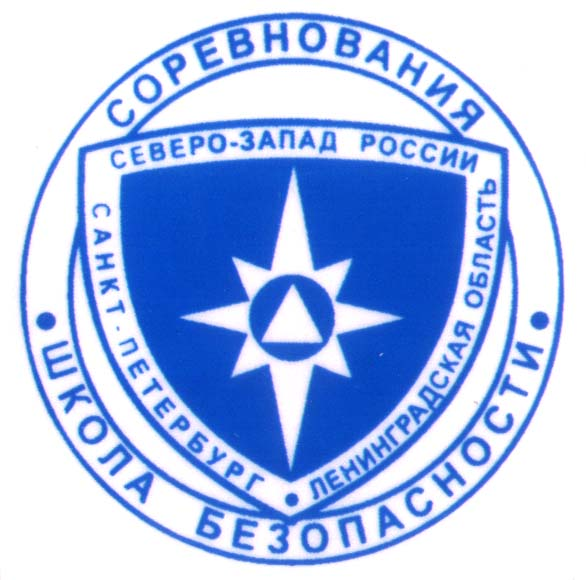 СОРЕВНОВАНИЯ
СЕВЕРО-ЗАПАД РОССИИ
САНКТ-ПЕТЕРБУРГ • ЛЕНИНГРАДСКАЯ ОБЛАСТЬ
• ШКОЛА БЕЗОПАСНОСТИ •